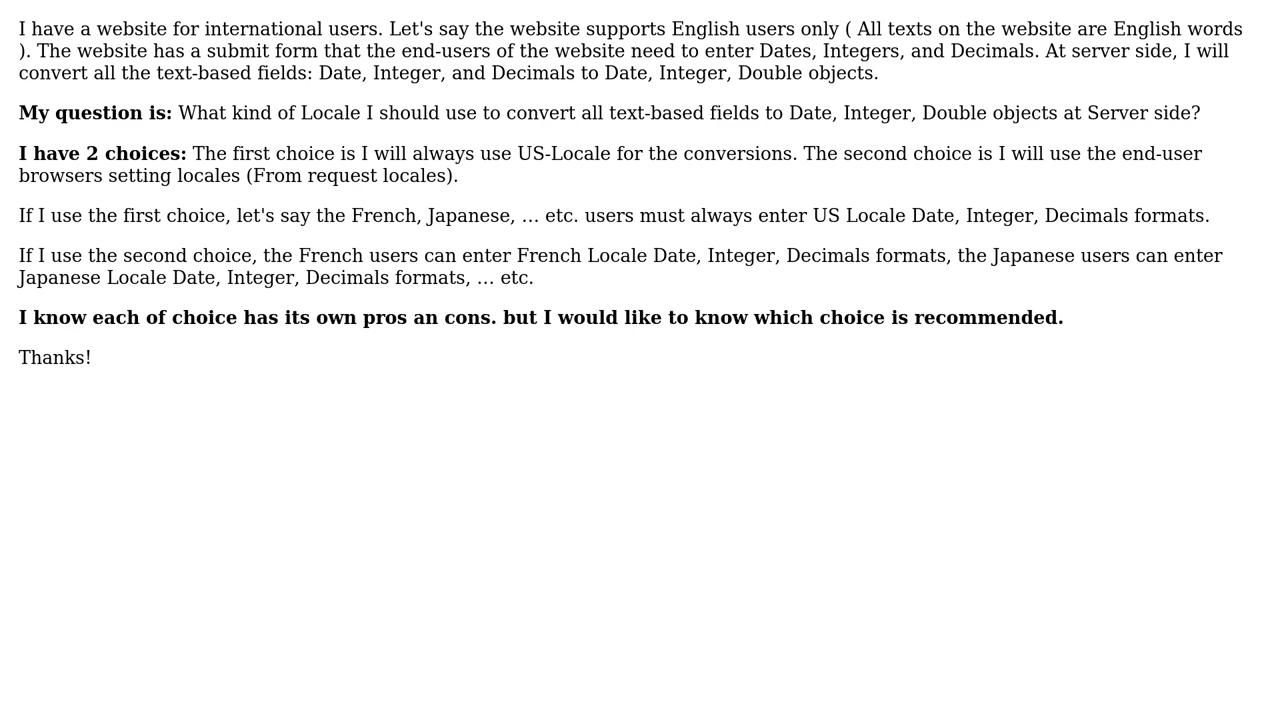 I have a website for international users. Let's say the website supports English users only ( All texts on the website are English words
). The website has a submit form that the end-users of the website need to enter Dates, Integers, and Decimals. At server side, I will
convert all the text-based fields: Date, Integer, and Decimals to Date, Integer, Double objects.
My question is: What kind of Locale I should use to convert all text-based fields to Date, Integer, Double objects at Server side?
I have 2 choices: The first choice is I will always use US-Locale for the conversions. The second choice is I will use the end-user
browsers setting locales (From request locales).
If I use the first choice, let's say the French, Japanese, ... etc. users must always enter US Locale Date, Integer, Decimals formats.
If I use the second choice, the French users can enter French Locale Date, Integer, Decimals formats, the Japanese users can enter
Japanese Locale Date, Integer, Decimals formats, ... etc.
I know each of choice has its own pros an cons. but I would like to know which choice is recommended.
Thanks!